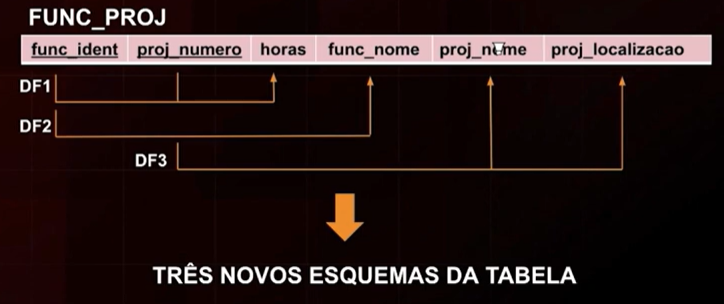 FUNC_PROJ
func_ident proj_numero horas func_nome proj_nome proj_localizacao
DF1
DF2
DF3
TRÊS NOVOS ESQUEMAS DA TABELA